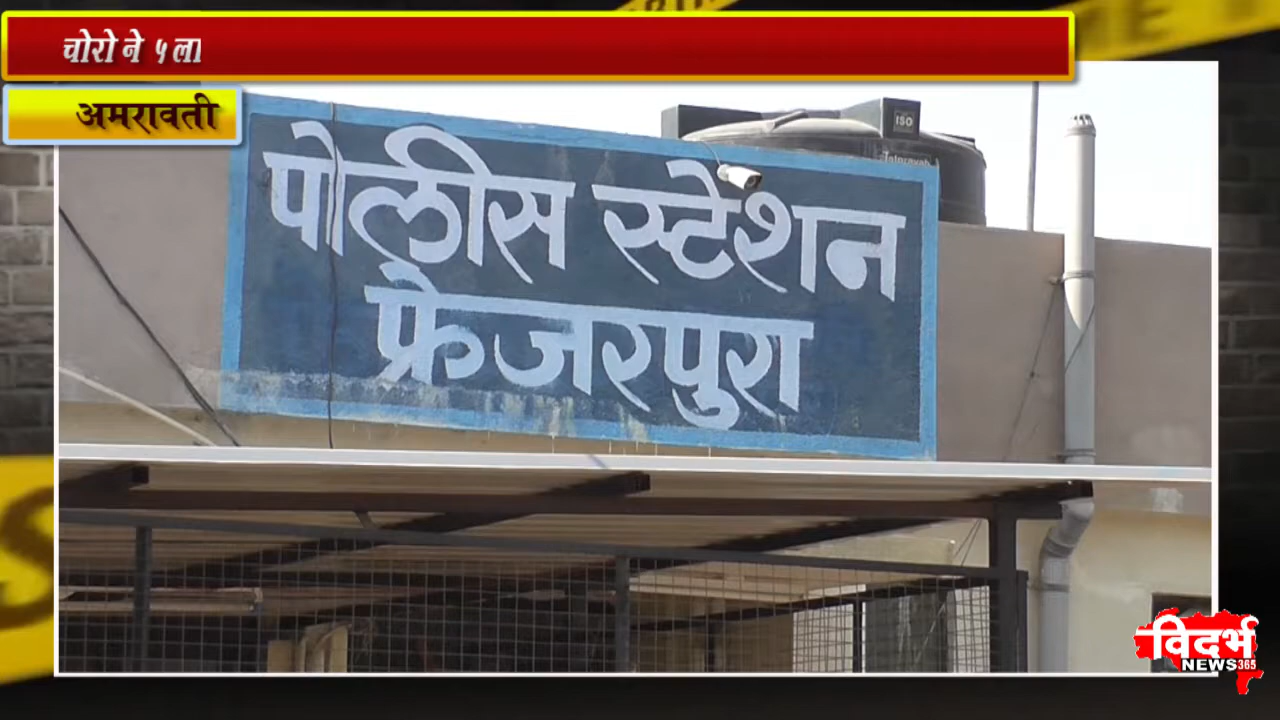 चोरो ने ५ ला
अमरावती
पोलीस स्टेशन
फ्रेजरपुरा
ISO
विदर्भ
NEWS365